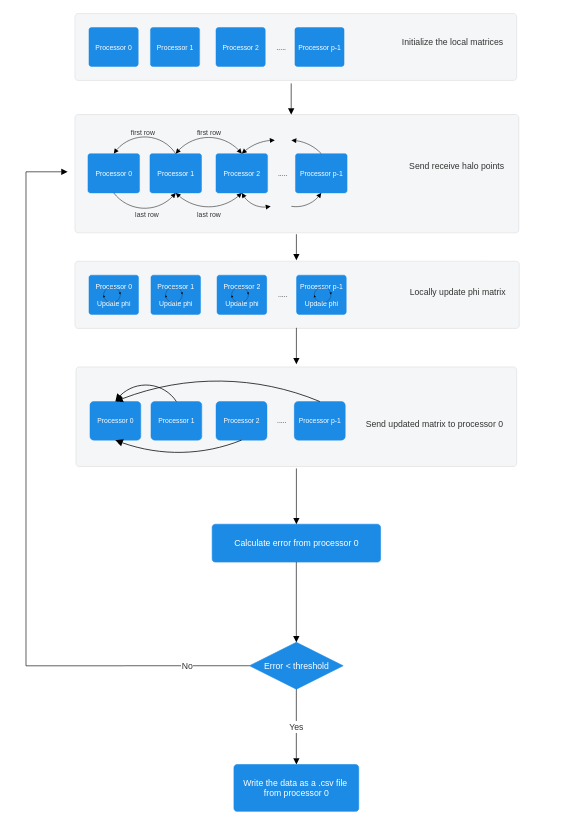 Processor 0 Processor 1 Processor 2 ..... Processor p-1 Initialize the local matrices
first row first row
Processor 0 Processor 1 Processor 2 ..... Processor p-1 Send receive halo points
last row last row
Processor 0 Processor 1 Processor 2 ..... Processor p-1 Locally update phi matrix
Update phi Update phi Update phi Update phi
Processor 0 Processor 1 Processor 2 ..... Processor p-1 Send updated matrix to processor 0
Calculate error from processor 0
No Error < threshold
Yes
Write the data as a .csv file
from processor 0